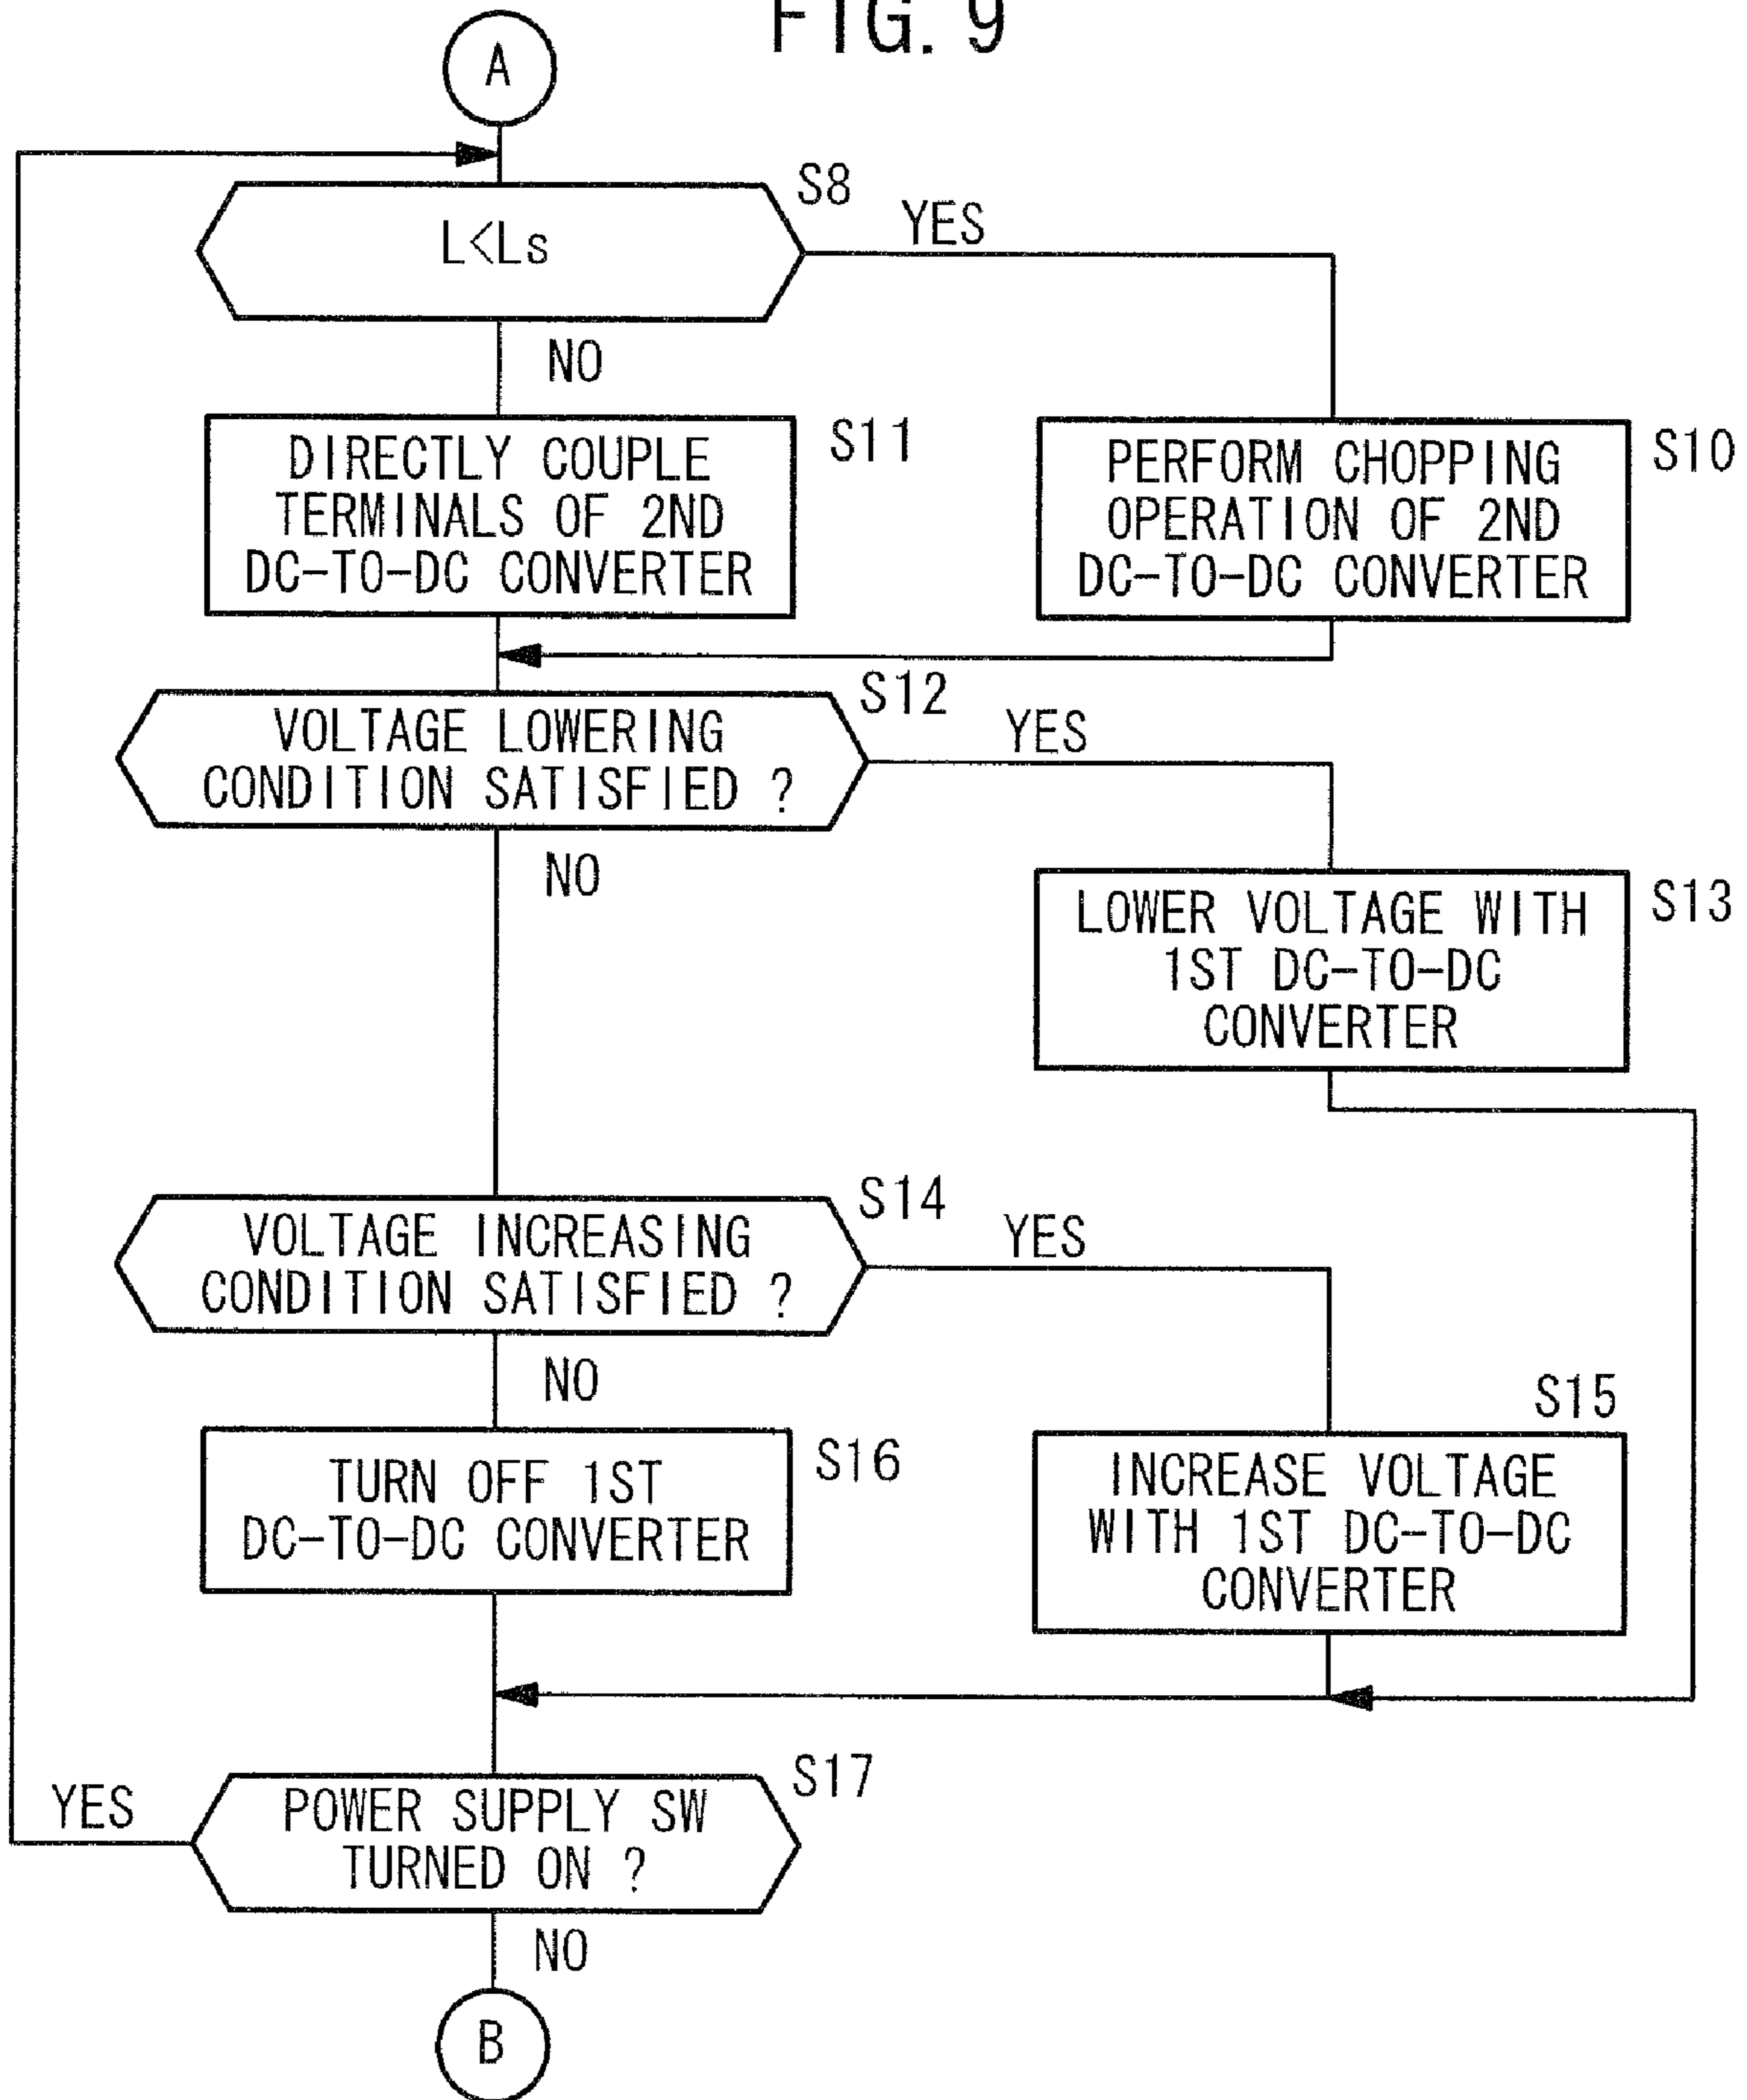 FIG. 9
A
S8
L<Ls
YES
NO
DIRECTLY COUPLE
TERMINALS OF 2ND
DC-TO-DC CONVERTER
S11
PERFORM CHOPPING
OPERATION OF 2ND
DC-TO-DC CONVERTER
S10
S12
VOLTAGE LOWERING
CONDITION SATISFIED ?
YES
NO
LOWER VOLTAGE WITH
1ST DC-TO-DC
CONVERTER
S13
S14
VOLTAGE INCREASING
CONDITION SATISFIED ?
YES
NO
TURN OFF 1ST
DC-TO-DC CONVERTER
S16
S15
INCREASE VOLTAGE
WITH 1ST DC-TO-DC
CONVERTER
S17
POWER SUPPLY SW
TURNED ON ?
YES
NO
B